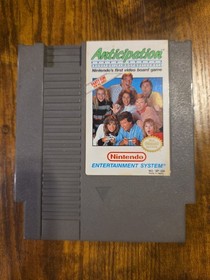 Anticipation
Nintendo's first video board game
Nintendo
ENTERTAINMENT SYSTEM